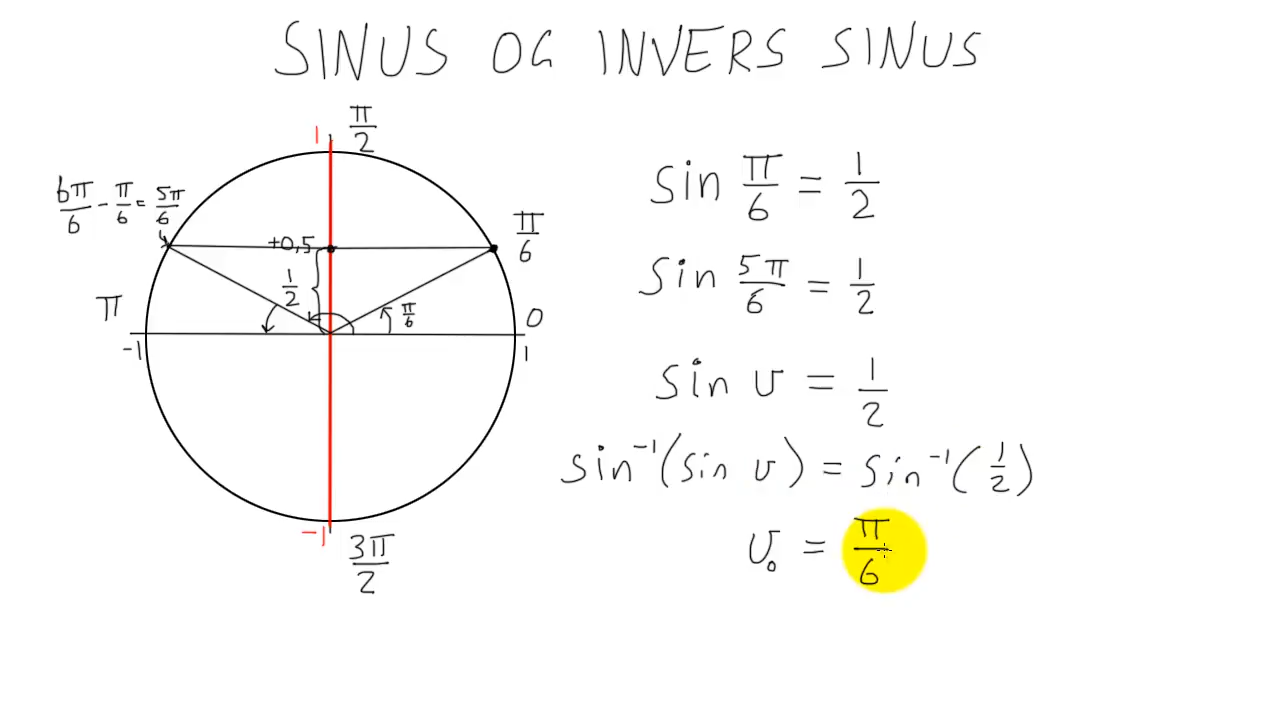 SINUS OG INVERS SINUS
1 π/2
6π/6 - π/6 = 5π/6
+0,5
π/6
1/2
π/6
π
0
-1
1
-1
3π/2
sin π/6 = 1/2
sin 5π/6 = 1/2
sin v = 1/2
sin⁻¹(sin v) = sin⁻¹(1/2)
v₀ = π/6